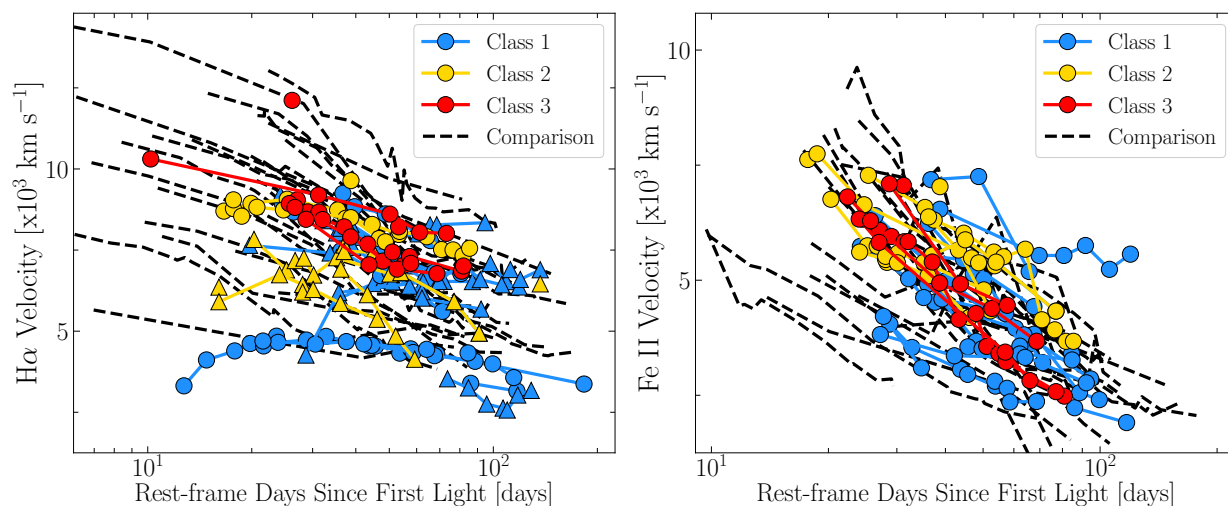 Hα Velocity [x10³ km s⁻¹]
10
5
Class 1
Class 2
Class 3
Comparison
10¹
10²
Rest-frame Days Since First Light [days]
Fe II Velocity [x10³ km s⁻¹]
10
5
Class 1
Class 2
Class 3
Comparison
10¹
10²
Rest-frame Days Since First Light [days]